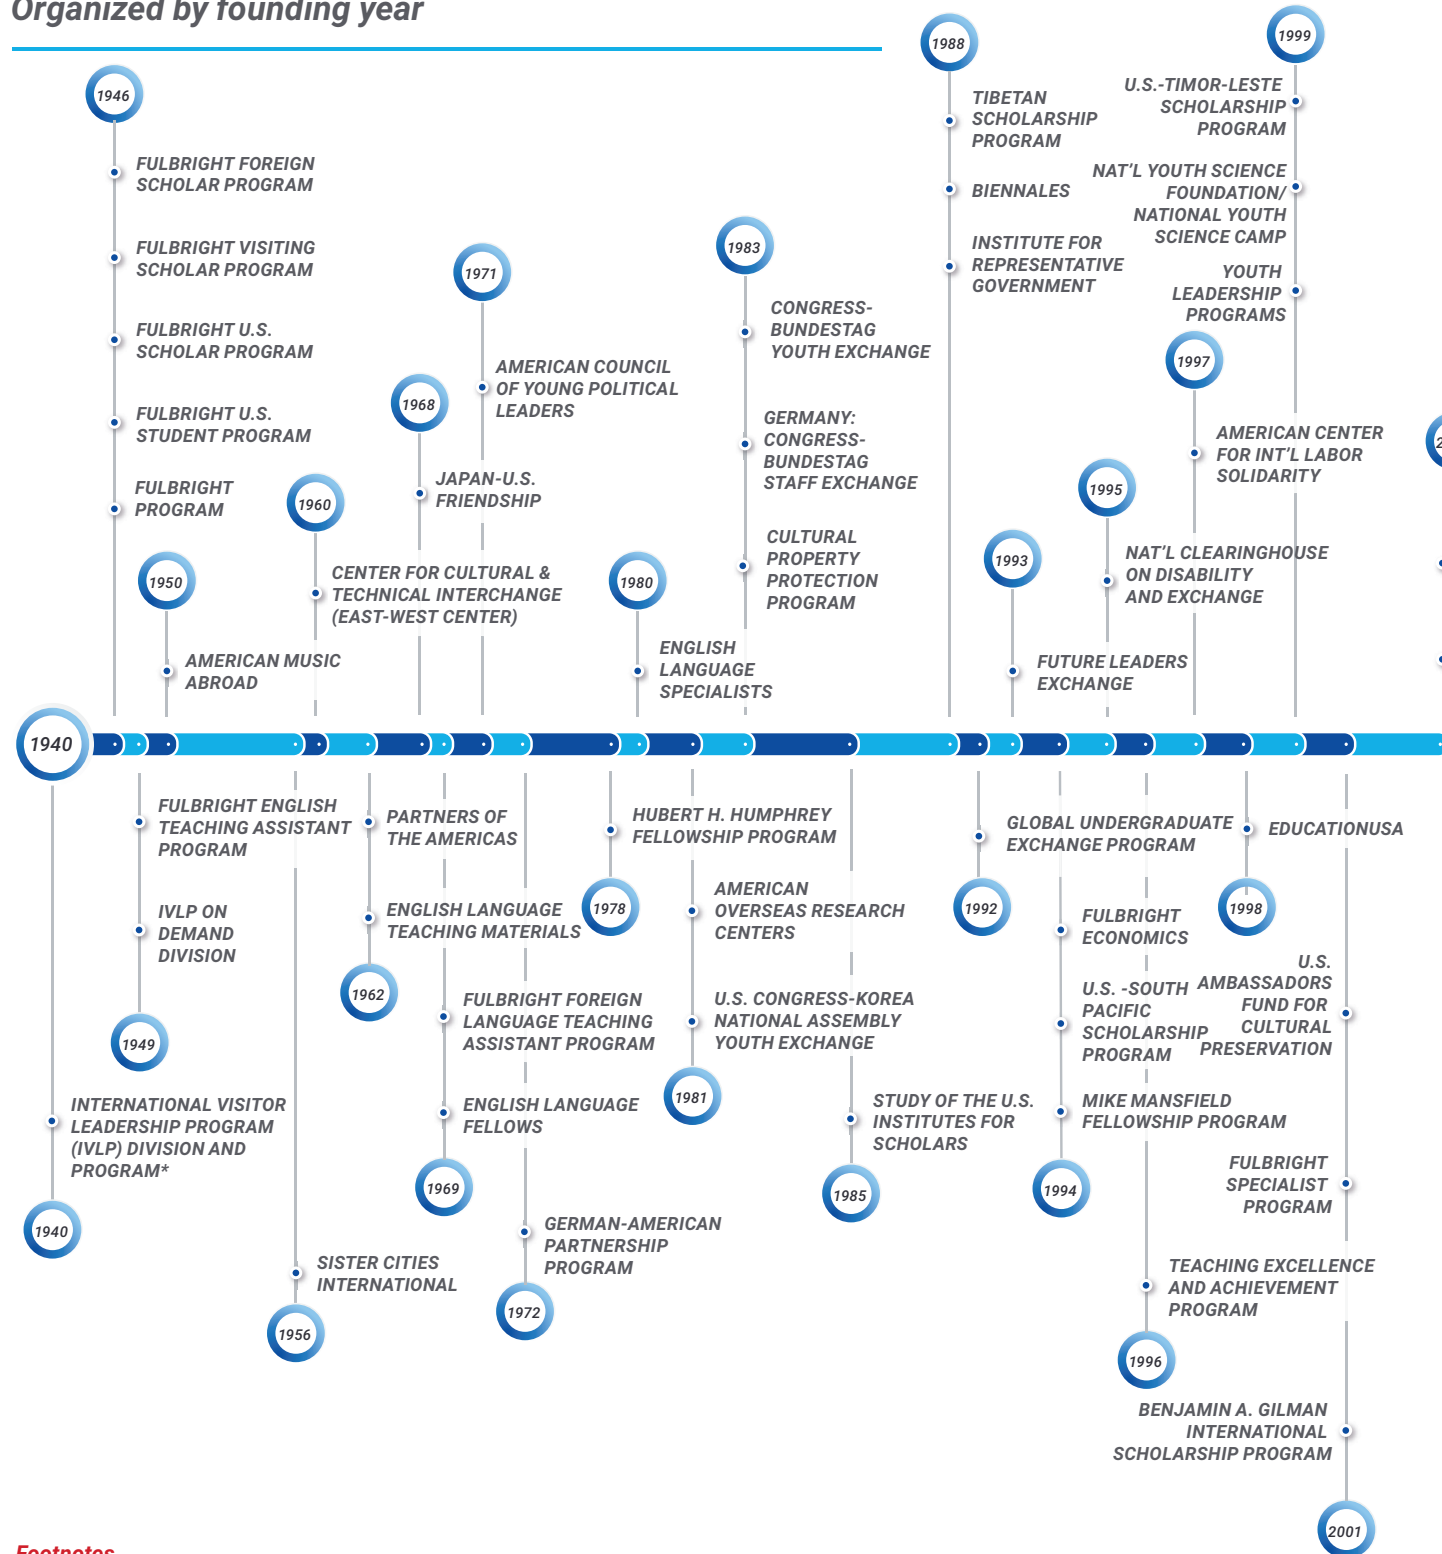 Organized by founding year
1946
FULBRIGHT FOREIGN
SCHOLAR PROGRAM
FULBRIGHT VISITING
SCHOLAR PROGRAM
FULBRIGHT U.S.
SCHOLAR PROGRAM
FULBRIGHT U.S.
STUDENT PROGRAM
FULBRIGHT
PROGRAM
1950
AMERICAN MUSIC
ABROAD
1960
CENTER FOR CULTURAL &
TECHNICAL INTERCHANGE
(EAST-WEST CENTER)
1968
JAPAN-U.S.
FRIENDSHIP
1971
AMERICAN COUNCIL
OF YOUNG POLITICAL
LEADERS
1980
ENGLISH
LANGUAGE
SPECIALISTS
1983
CONGRESS-
BUNDESTAG
YOUTH EXCHANGE
GERMANY:
CONGRESS-
BUNDESTAG
STAFF EXCHANGE
CULTURAL
PROPERTY
PROTECTION
PROGRAM
1988
TIBETAN
SCHOLARSHIP
PROGRAM
BIENNALES
INSTITUTE FOR
REPRESENTATIVE
GOVERNMENT
1993
FUTURE LEADERS
EXCHANGE
1995
NAT'L CLEARINGHOUSE
ON DISABILITY
AND EXCHANGE
1997
AMERICAN CENTER
FOR INT'L LABOR
SOLIDARITY
1999
U.S.-TIMOR-LESTE
SCHOLARSHIP
PROGRAM
NAT'L YOUTH SCIENCE
FOUNDATION/
NATIONAL YOUTH
SCIENCE CAMP
YOUTH
LEADERSHIP
PROGRAMS
1940
INTERNATIONAL VISITOR
LEADERSHIP PROGRAM
(IVLP) DIVISION AND
PROGRAM*
1940
FULBRIGHT ENGLISH
TEACHING ASSISTANT
PROGRAM
IVLP ON
DEMAND
DIVISION
1949
SISTER CITIES
INTERNATIONAL
1956
PARTNERS OF
THE AMERICAS
ENGLISH LANGUAGE
TEACHING MATERIALS
1962
FULBRIGHT FOREIGN
LANGUAGE TEACHING
ASSISTANT PROGRAM
ENGLISH LANGUAGE
FELLOWS
1969
GERMAN-AMERICAN
PARTNERSHIP
PROGRAM
1972
HUBERT H. HUMPHREY
FELLOWSHIP PROGRAM
1978
AMERICAN
OVERSEAS RESEARCH
CENTERS
U.S. CONGRESS-KOREA
NATIONAL ASSEMBLY
YOUTH EXCHANGE
1981
STUDY OF THE U.S.
INSTITUTES FOR
SCHOLARS
1985
GLOBAL UNDERGRADUATE
EXCHANGE PROGRAM
1992
FULBRIGHT
ECONOMICS
U.S. -SOUTH
PACIFIC
SCHOLARSHIP
PROGRAM
MIKE MANSFIELD
FELLOWSHIP PROGRAM
1994
TEACHING EXCELLENCE
AND ACHIEVEMENT
PROGRAM
1996
EDUCATIONUSA
1998
U.S.
AMBASSADORS
FUND FOR
CULTURAL
PRESERVATION
FULBRIGHT
SPECIALIST
PROGRAM
BENJAMIN A. GILMAN
INTERNATIONAL
SCHOLARSHIP PROGRAM
2001
Footnotes